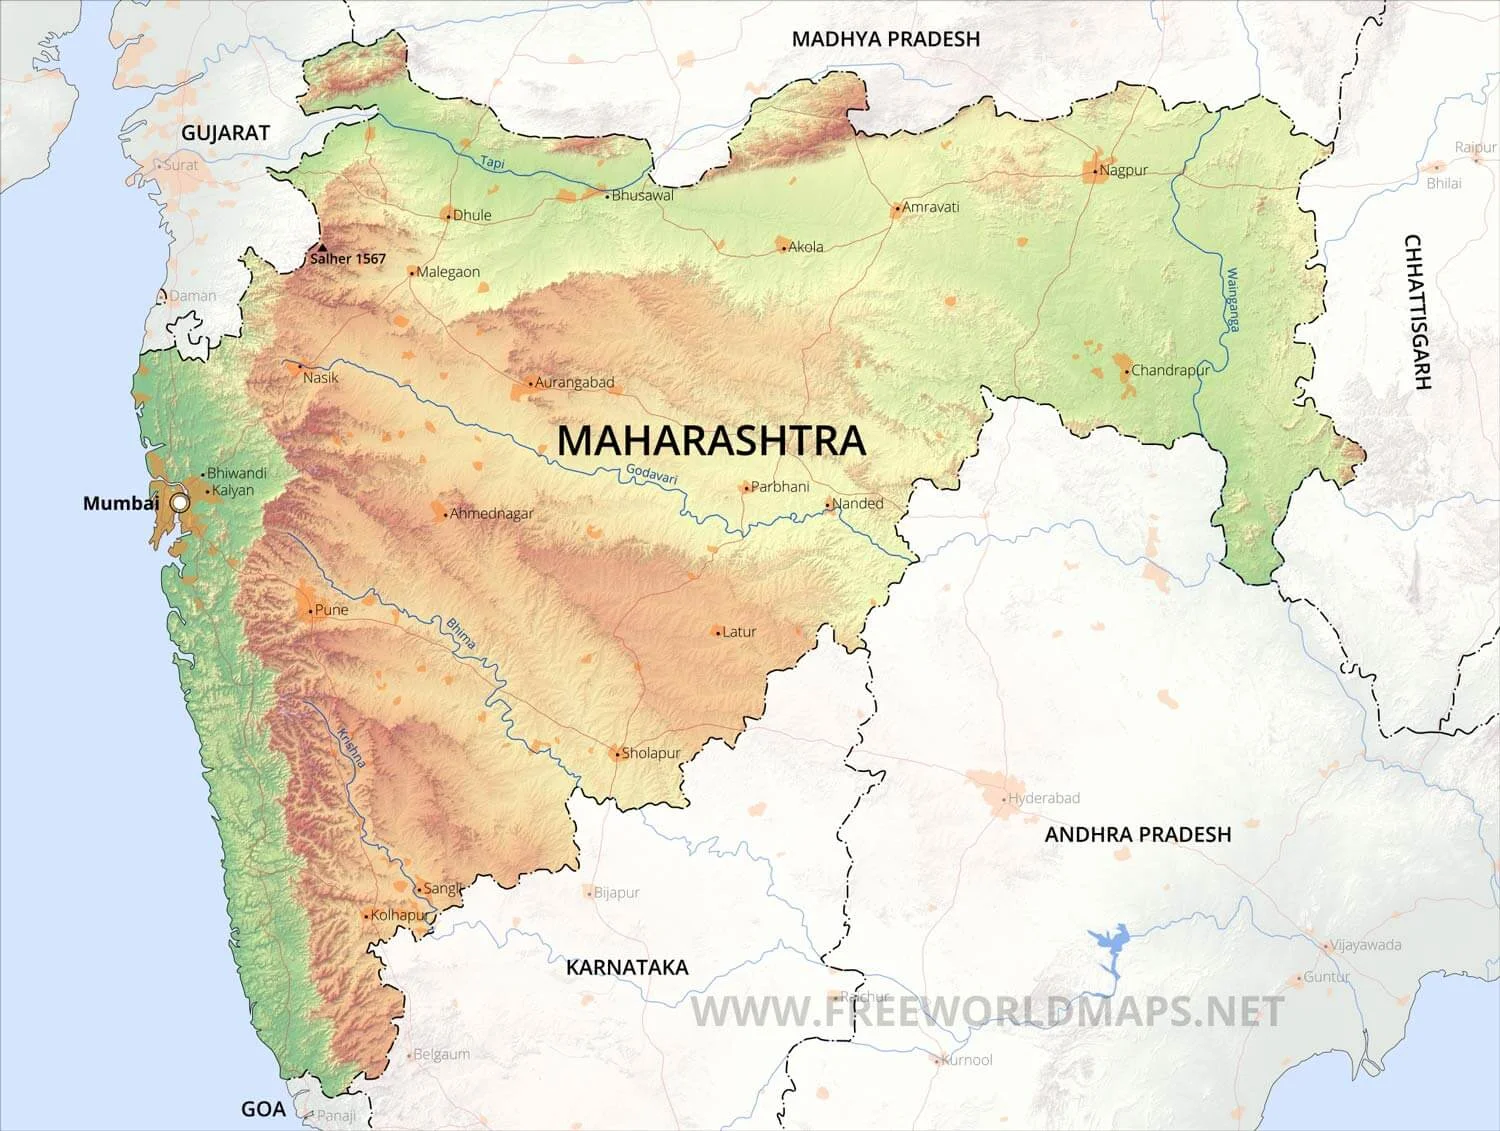 MADHYA PRADESH
GUJARAT
Surat
Tapi
Bhusawal
Nagpur
Raipur
Bhilai
Dhule
Amravati
Akola
Salher 1567
Malegaon
Wainganga
CHHATTISGARH
Daman
Nasik
Aurangabad
Chandrapur
MAHARASHTRA
Godavari
Bhiwandi
Kalyan
Parbhani
Mumbai
Nanded
Ahmednagar
Pune
Bhima
Latur
Krishna
Sholapur
Hyderabad
ANDHRA PRADESH
Sangli
Bijapur
Kolhapur
Vijayawada
KARNATAKA
Guntur
Raichur
WWW.FREEWORLDMAPS.NET
Belgaum
Kurnool
GOA
Panaji